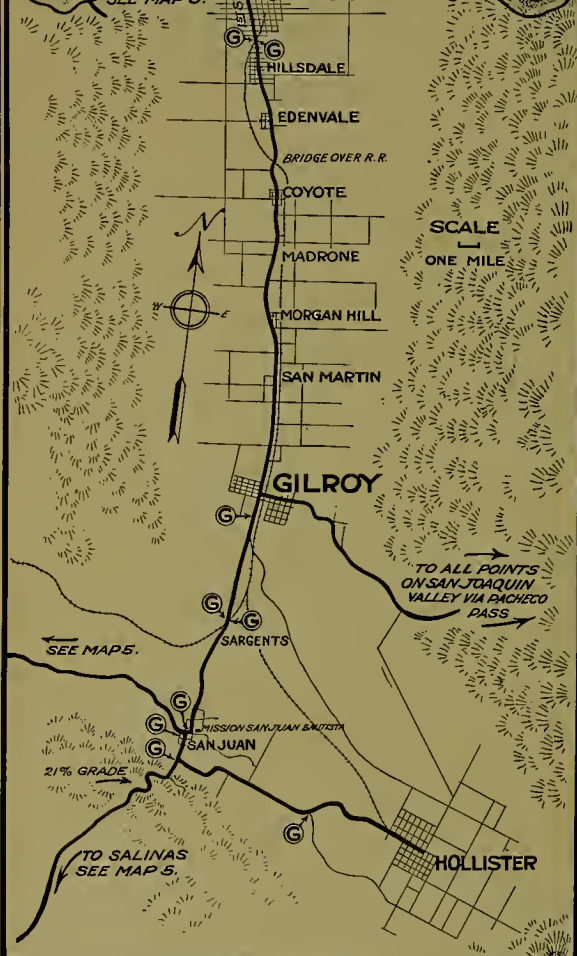 SEE MAP 3.
1ST S
G
G
HILLSDALE
EDENVALE
BRIDGE OVER R.R.
COYOTE
SCALE
ONE MILE
N
W
E
MADRONE
MORGAN HILL
SAN MARTIN
GILROY
G
TO ALL POINTS
ON SAN JOAQUIN
VALLEY VIA PACHECO
PASS
G
G
SARGENTS
SEE MAP 5.
G
G
MISSION SAN JUAN BAUTISTA
SAN JUAN
G
21% GRADE
G
HOLLISTER
TO SALINAS
SEE MAP 5.